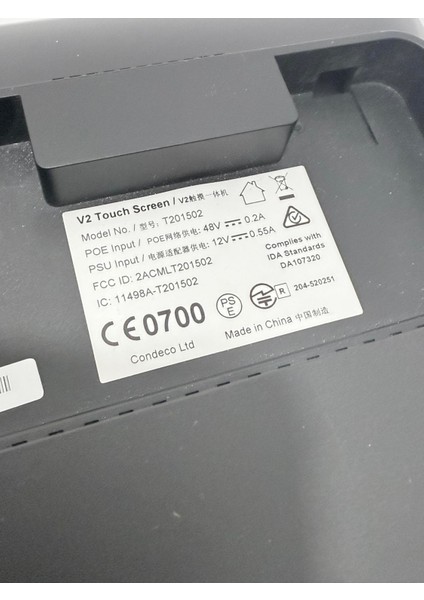 V2 Touch Screen / V2触摸一体机
Model No. / 型号: T201502
POE Input / POE网络供电: 48V 0.2A
PSU Input / 电源适配器供电: 12V 0.55A
FCC ID: 2ACMLT201502
IC: 11498A-T201502
Complies with
IDA Standards
DA107320
CE0700
PS
E
R
204-520251
Condeco Ltd
Made in China 中国制造